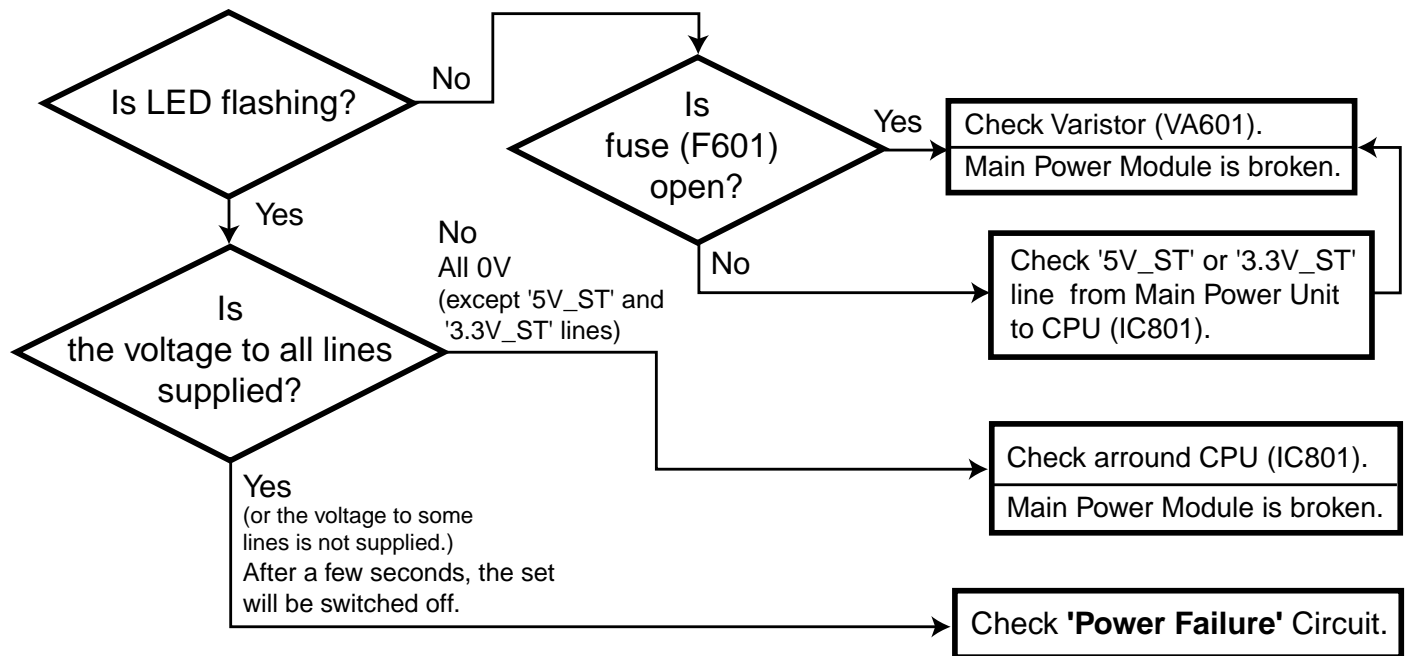 Is LED flashing?
No
Yes
Is
fuse (F601)
open?
Yes
No
Check Varistor (VA601).
Main Power Module is broken.
Check '5V_ST' or '3.3V_ST'
line from Main Power Unit
to CPU (IC801).
Is
the voltage to all lines
supplied?
No
All 0V
(except '5V_ST' and
'3.3V_ST' lines)
Check arround CPU (IC801).
Main Power Module is broken.
Yes
(or the voltage to some
lines is not supplied.)
After a few seconds, the set
will be switched off.
Check 'Power Failure' Circuit.